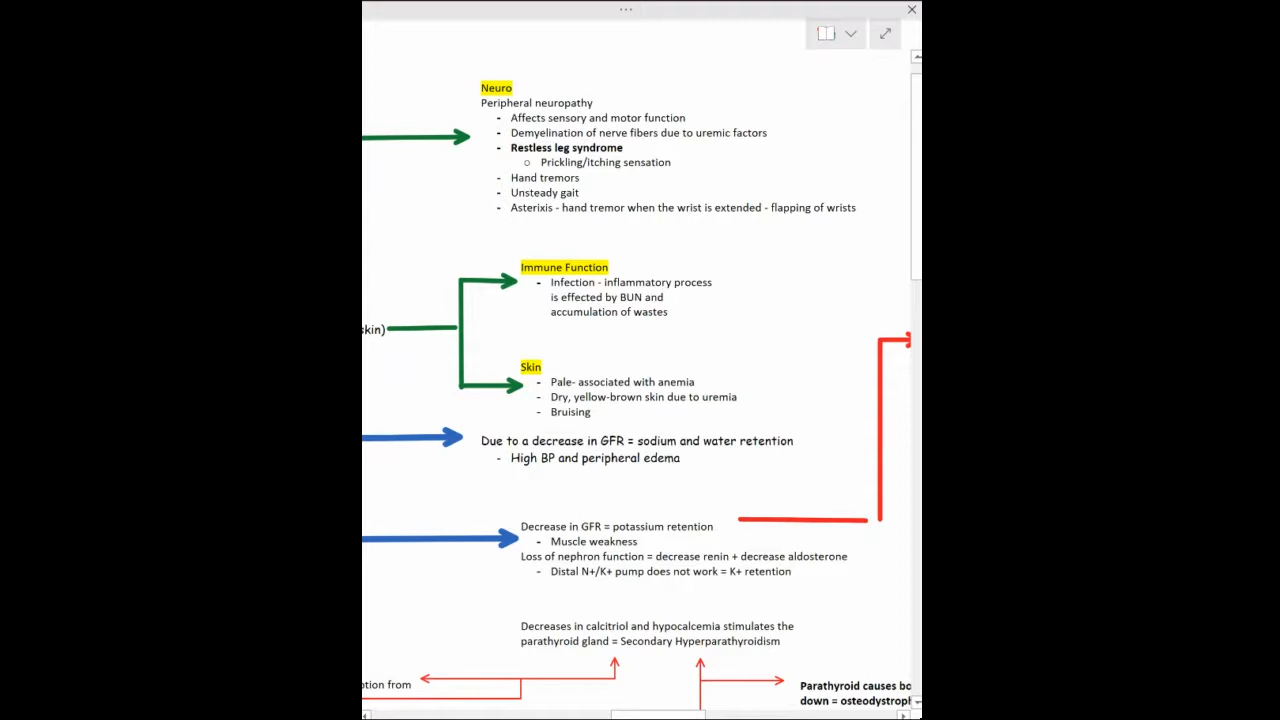 Neuro
Peripheral neuropathy
- Affects sensory and motor function
- Demyelination of nerve fibers due to uremic factors
- Restless leg syndrome
○ Prickling/itching sensation
- Hand tremors
- Unsteady gait
- Asterixis - hand tremor when the wrist is extended - flapping of wrists
Immune Function
- Infection - inflammatory process
is effected by BUN and
accumulation of wastes
skin)
Skin
- Pale- associated with anemia
- Dry, yellow-brown skin due to uremia
- Bruising
Due to a decrease in GFR = sodium and water retention
- High BP and peripheral edema
Decrease in GFR = potassium retention
- Muscle weakness
Loss of nephron function = decrease renin + decrease aldosterone
- Distal N+/K+ pump does not work = K+ retention
Decreases in calcitriol and hypocalcemia stimulates the
parathyroid gland = Secondary Hyperparathyroidism
ption from
Parathyroid causes bo
down = osteodystroph